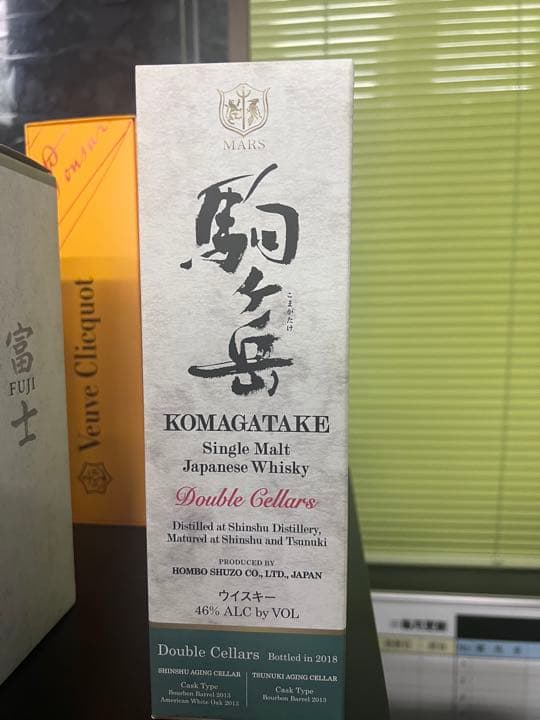 MARS
駒ヶ岳
こまがたけ
KOMAGATAKE
Single Malt
Japanese Whisky
Double Cellars
Distilled at Shinshu Distillery,
Matured at Shinshu and Tsunuki
PRODUCED BY
HOMBO SHUZO CO., LTD., JAPAN
ウイスキー
46% ALC by VOL
Double Cellars Bottled in 2018
SHINSHU AGING CELLAR
Cask Type
Bourbon Barrel 2013
American White Oak 2013
TSUNUKI AGING CELLAR
Cask Type
Bourbon Barrel 2013
Veuve Clicquot
富士
FUJI